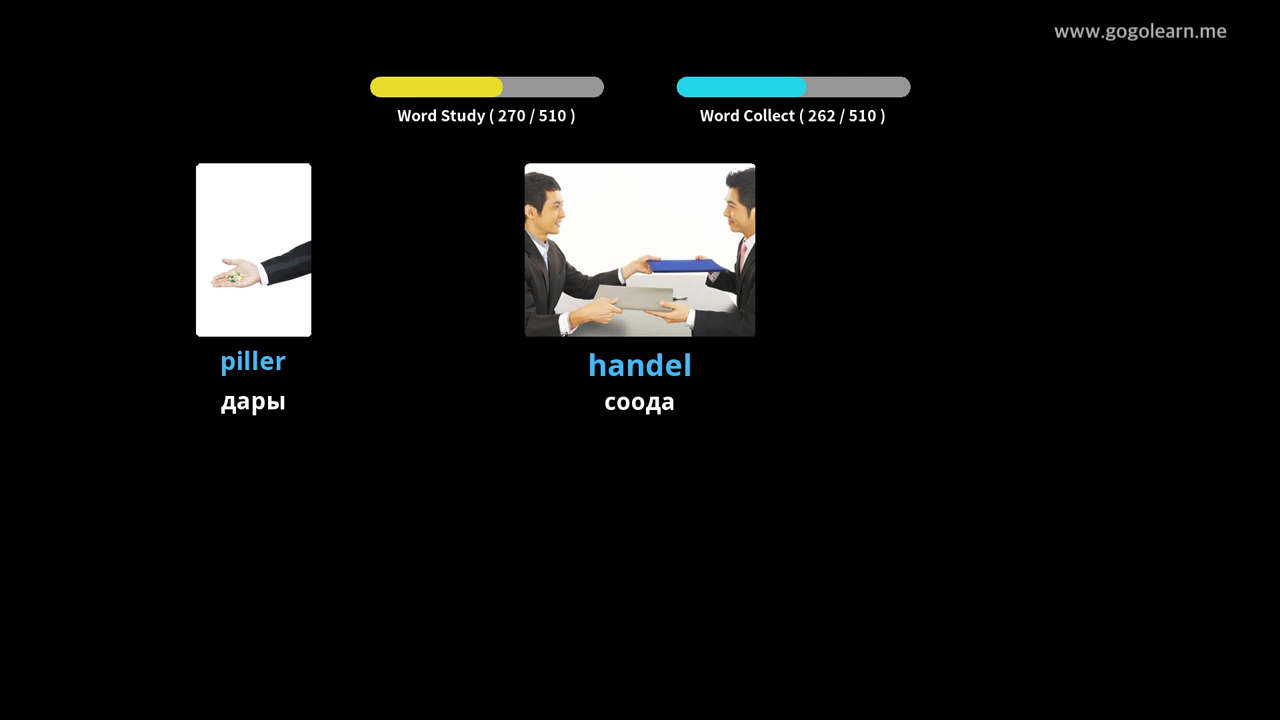 www.gogolearn.me
Word Study ( 270 / 510 )
Word Collect ( 262 / 510 )
piller
handel
дары
соода